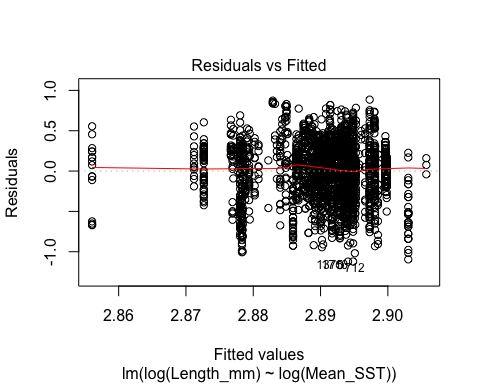 Residuals vs Fitted
Residuals
1.0
0.5
0.0
-1.0
2.86 2.87 2.88 2.89 2.90
Fitted values
lm(log(Length_mm) ~ log(Mean_SST))